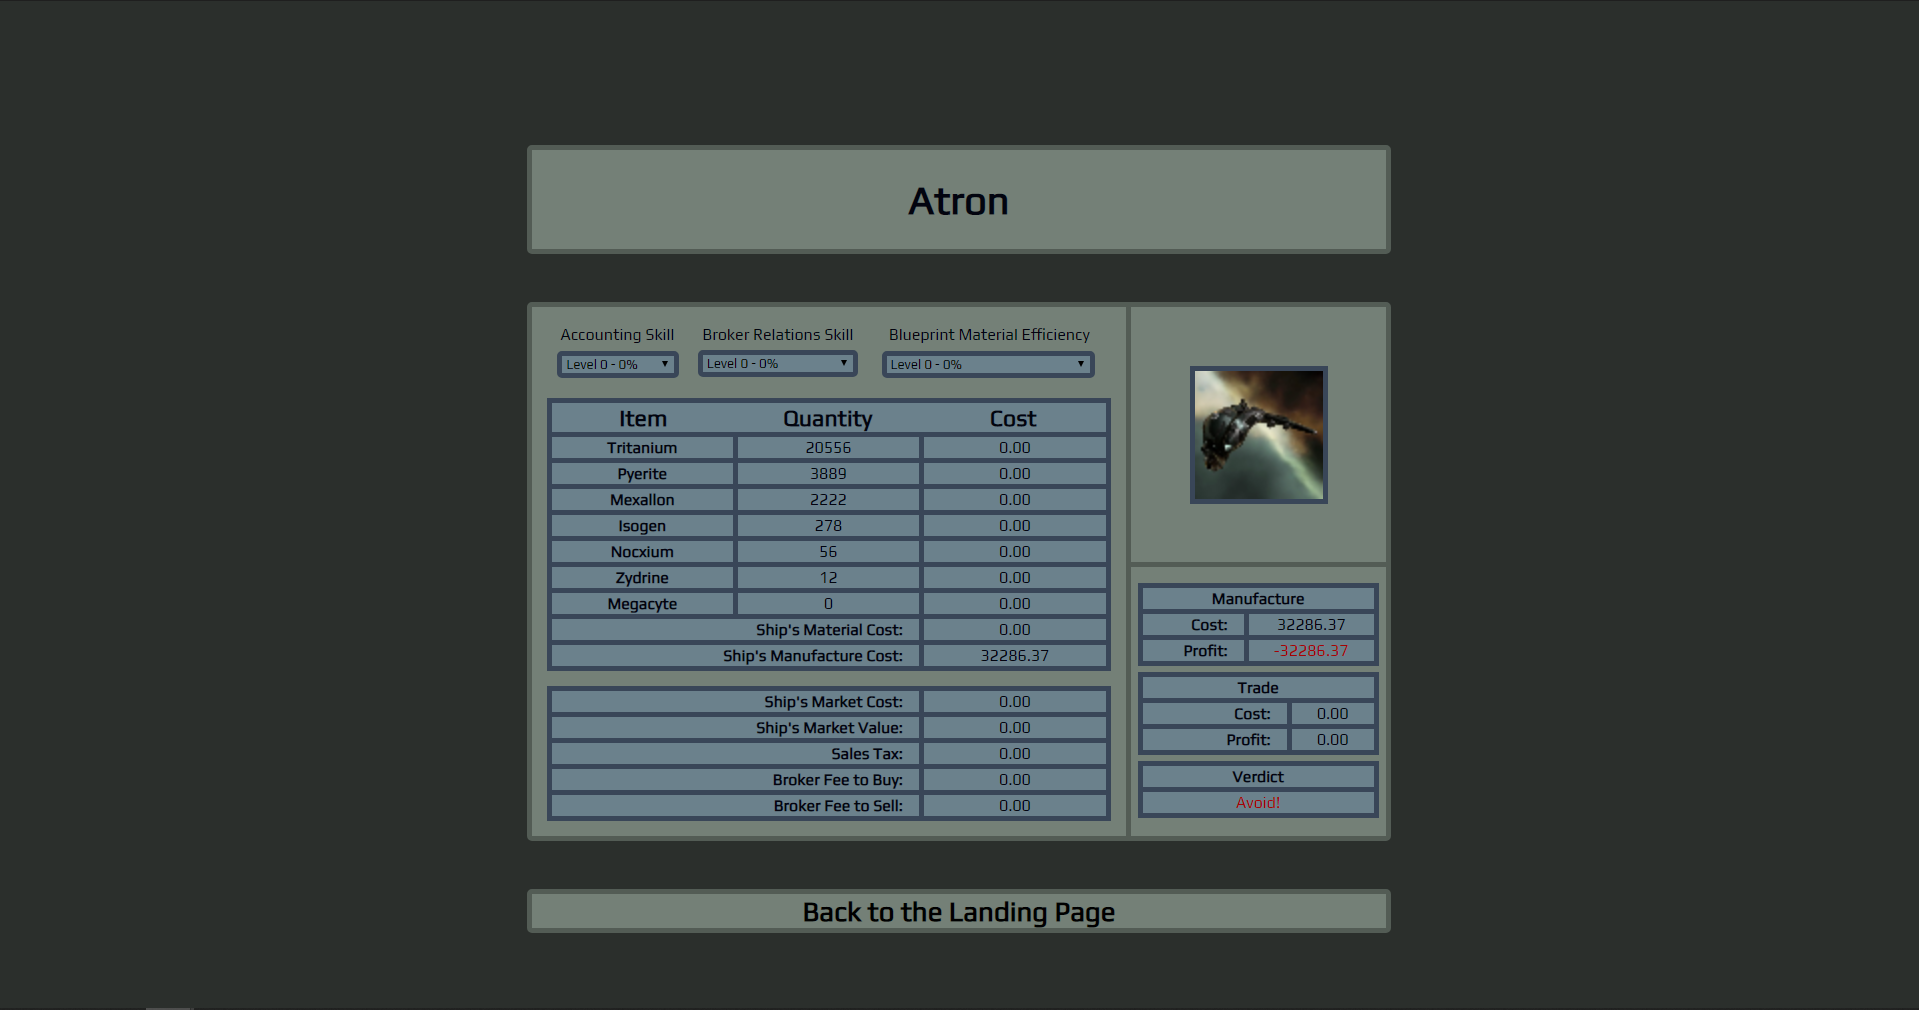 Atron
Accounting Skill Broker Relations Skill Blueprint Material Efficiency
Level 0 - 0% Level 0 - 0% Level 0 - 0%
Item Quantity Cost
Tritanium 20556 0.00
Pyerite 3889 0.00
Mexallon 2222 0.00
Isogen 278 0.00
Nocxium 56 0.00
Zydrine 12 0.00
Megacyte 0 0.00
Ship's Material Cost: 0.00
Ship's Manufacture Cost: 32286.37
Ship's Market Cost: 0.00
Ship's Market Value: 0.00
Sales Tax: 0.00
Broker Fee to Buy: 0.00
Broker Fee to Sell: 0.00
Manufacture
Cost: 32286.37
Profit: -32286.37
Trade
Cost: 0.00
Profit: 0.00
Verdict
Avoid!
Back to the Landing Page